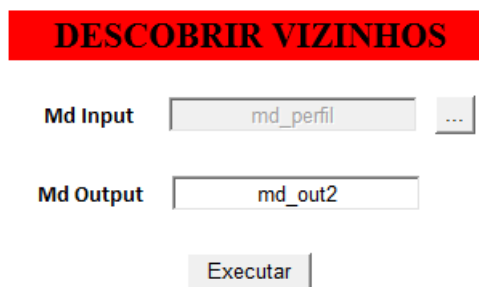 DESCOBRIR VIZINHOS
Md Input md_perfil ...
Md Output md_out2
Executar